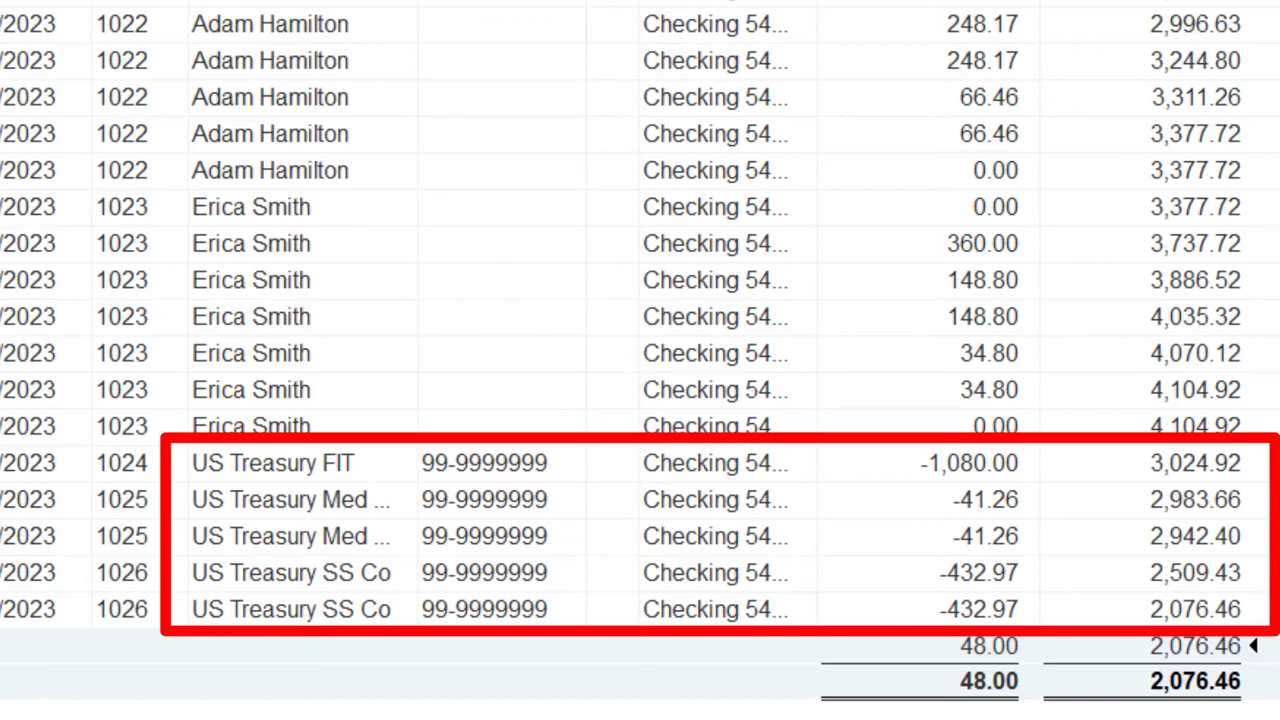 /2023 1022 Adam Hamilton Checking 54... 248.17 2,996.63
/2023 1022 Adam Hamilton Checking 54... 248.17 3,244.80
/2023 1022 Adam Hamilton Checking 54... 66.46 3,311.26
/2023 1022 Adam Hamilton Checking 54... 66.46 3,377.72
/2023 1022 Adam Hamilton Checking 54... 0.00 3,377.72
/2023 1023 Erica Smith Checking 54... 0.00 3,377.72
/2023 1023 Erica Smith Checking 54... 360.00 3,737.72
/2023 1023 Erica Smith Checking 54... 148.80 3,886.52
/2023 1023 Erica Smith Checking 54... 148.80 4,035.32
/2023 1023 Erica Smith Checking 54... 34.80 4,070.12
/2023 1023 Erica Smith Checking 54... 34.80 4,104.92
/2023 1023 Erica Smith Checking 54... 0.00 4,104.92
/2023 1024 US Treasury FIT 99-9999999 Checking 54... -1,080.00 3,024.92
/2023 1025 US Treasury Med ... 99-9999999 Checking 54... -41.26 2,983.66
/2023 1025 US Treasury Med ... 99-9999999 Checking 54... -41.26 2,942.40
/2023 1026 US Treasury SS Co 99-9999999 Checking 54... -432.97 2,509.43
/2023 1026 US Treasury SS Co 99-9999999 Checking 54... -432.97 2,076.46
48.00 2,076.46
48.00 2,076.46